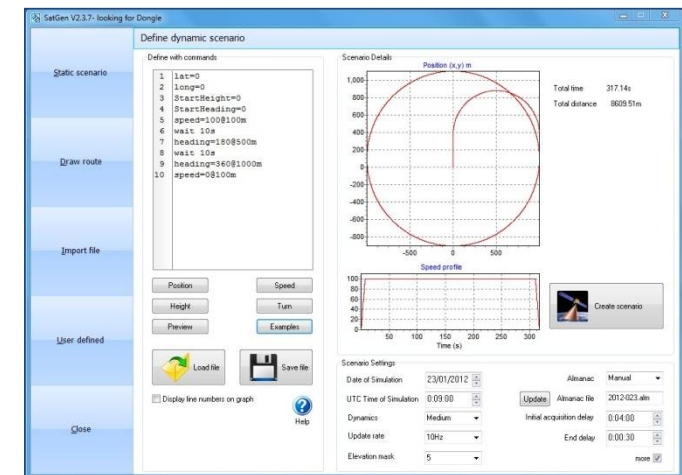 SatGen V2.3.7- looking for Dongle
Static scenario
Draw route
Import file
User defined
Close
Define dynamic scenario
Define with commands
1 lat=0
2 long=0
3 StartHeight=0
4 StartHeading=0
5 speed=100@100m
6 wait 10s
7 heading=180@500m
8 wait 10s
9 heading=360@1000m
10 speed=0@100m
Position Speed
Height Turn
Preview Examples
Load file Save file
Display line numbers on graph
Help
Scenario Details
Position (x,y) m
1,000
800
600
400
200
0
-200
-400
-600
-800
-500 0 500
Total time 317.14s
Total distance 8609.51m
Speed profile
100
80
60
40
20
0
50 100 150 200 250 300
Time (s)
Create scenario
Scenario Settings
Date of Simulation 23/01/2012
Almanac Manual
UTC Time of Simulation 0:09:00
Update Almanac file 2012-023.alm
Dynamics Medium
Initial acquisition delay 0:04:00
Update rate 10Hz
End delay 0:00:30
Elevation mask 5
more